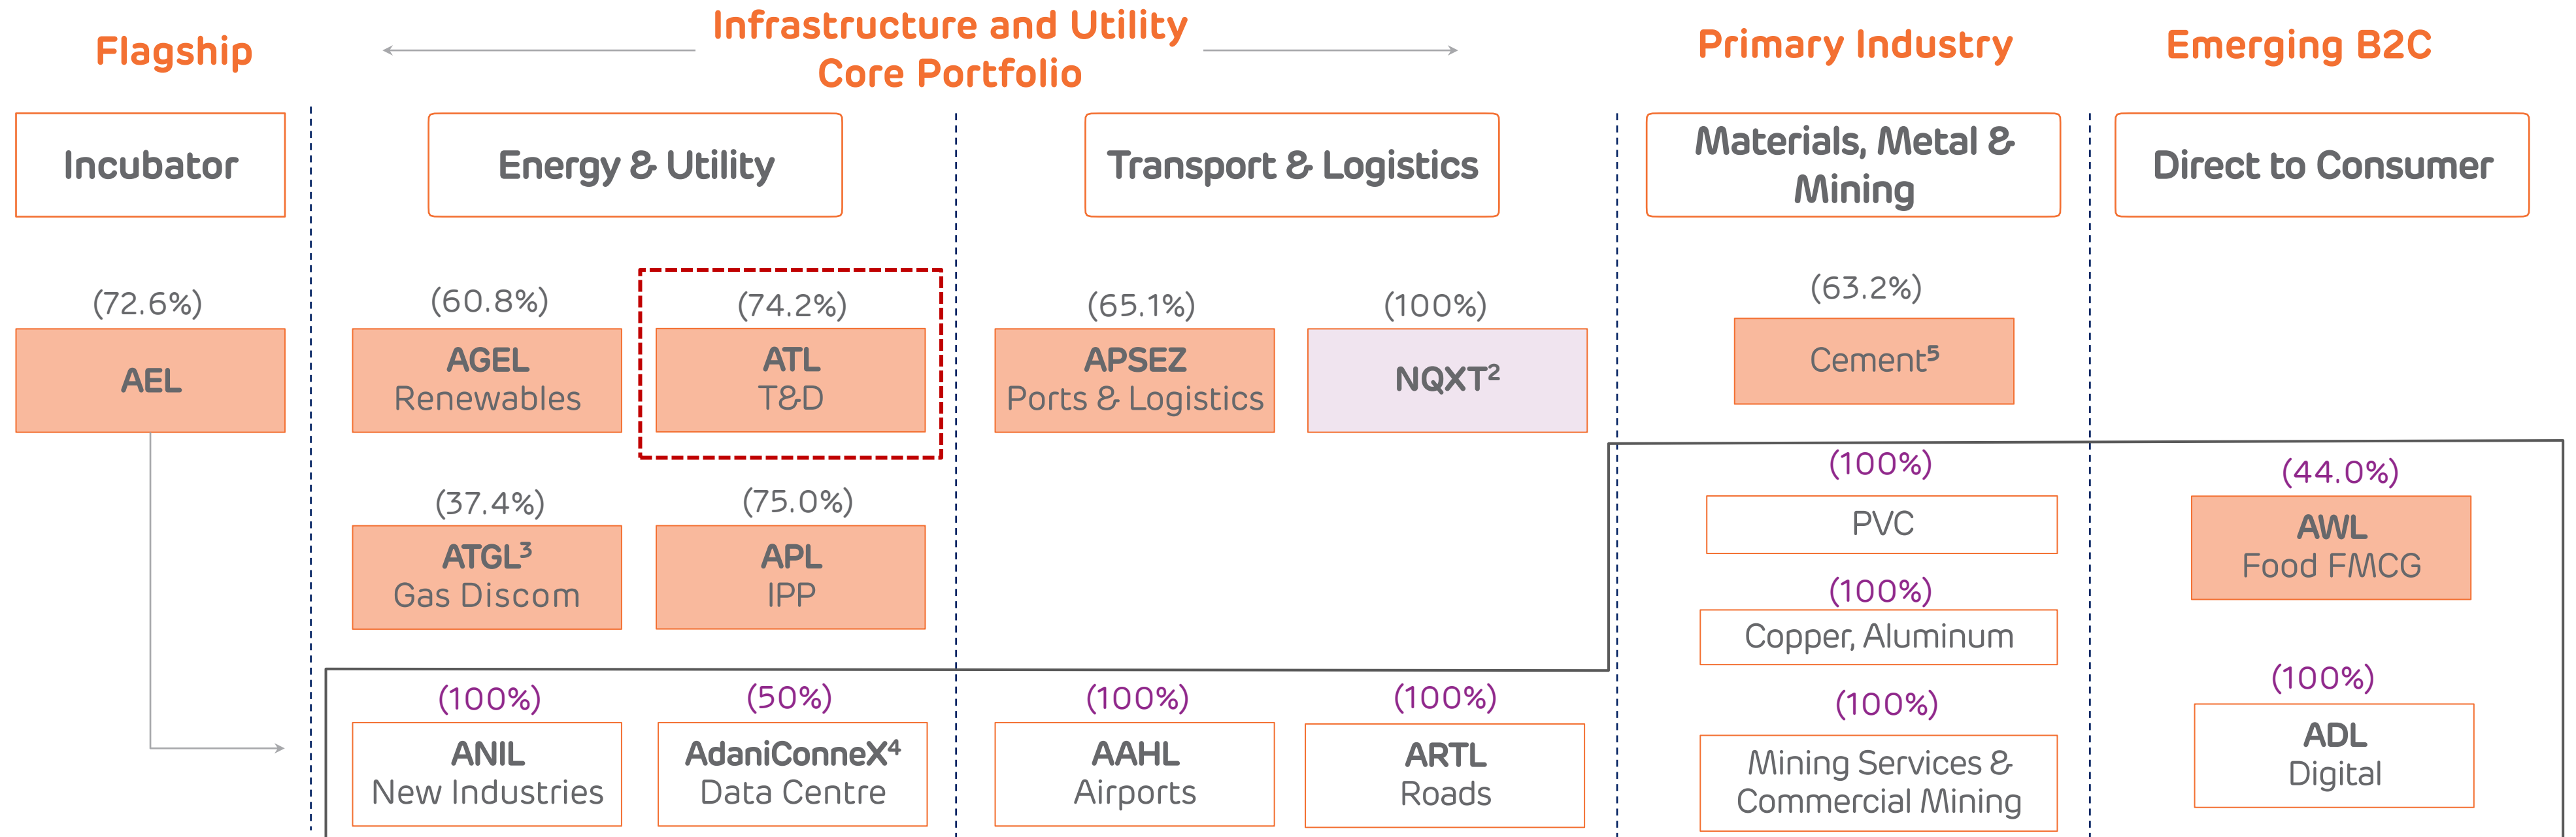 Flagship
Infrastructure and Utility
Core Portfolio
Primary Industry
Emerging B2C
Incubator
Energy & Utility
Transport & Logistics
Materials, Metal &
Mining
Direct to Consumer
(72.6%)
AEL
(60.8%)
AGEL
Renewables
(74.2%)
ATL
T&D
(65.1%)
APSEZ
Ports & Logistics
(100%)
NQXT²
(63.2%)
Cement⁵
(37.4%)
ATGL³
Gas Discom
(75.0%)
APL
IPP
(100%)
PVC
(44.0%)
AWL
Food FMCG
(100%)
Copper, Aluminum
(100%)
ANIL
New Industries
(50%)
AdaniConneX⁴
Data Centre
(100%)
AAHL
Airports
(100%)
ARTL
Roads
(100%)
Mining Services &
Commercial Mining
(100%)
ADL
Digital